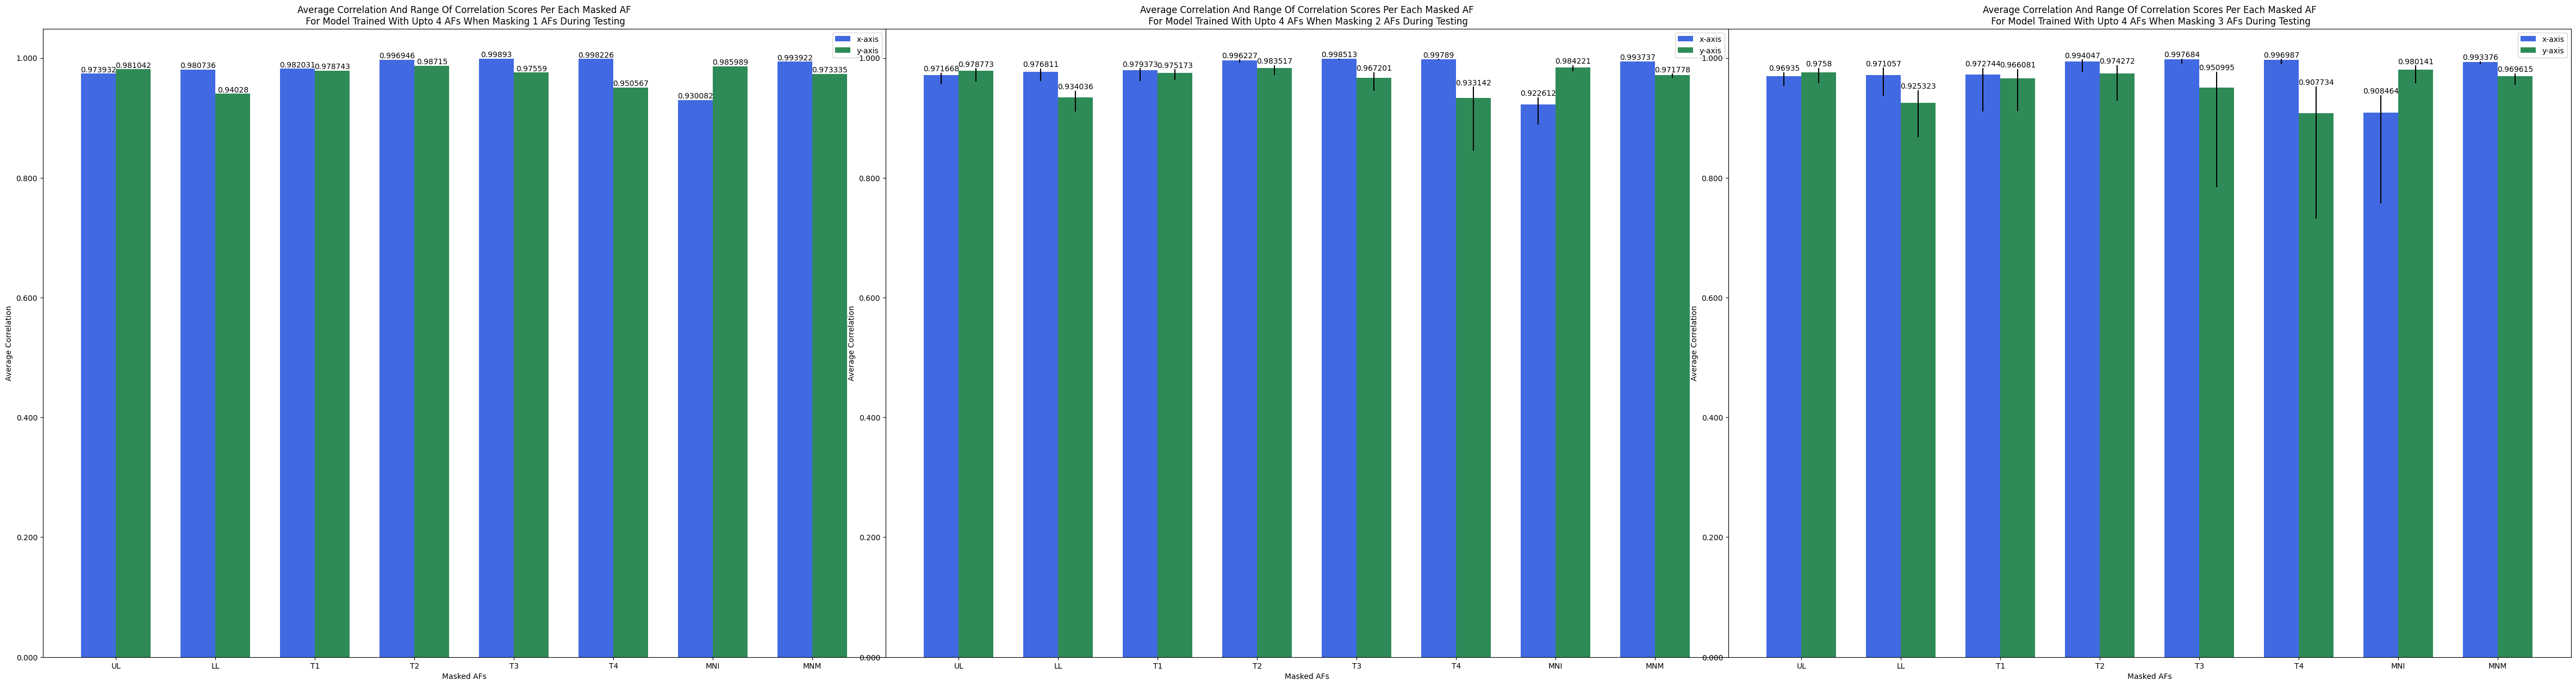 Average Correlation And Range Of Correlation Scores Per Each Masked AF
For Model Trained With Upto 4 AFs When Masking 1 AFs During Testing
x-axis
y-axis
1.000
0.800
0.600
0.400
0.200
0.000
Average Correlation
0.973932
0.981042
0.980736
0.94028
0.982031
0.978743
0.996946
0.98715
0.99893
0.97559
0.998226
0.950567
0.930082
0.985989
0.993922
0.973335
UL
LL
T1
T2
T3
T4
MNI
MNM
Masked AFs
Average Correlation And Range Of Correlation Scores Per Each Masked AF
For Model Trained With Upto 4 AFs When Masking 2 AFs During Testing
x-axis
y-axis
1.000
0.800
0.600
0.400
0.200
0.000
Average Correlation
0.971668
0.978773
0.976811
0.934036
0.979373
0.975173
0.996227
0.983517
0.998513
0.967201
0.99789
0.933142
0.922612
0.984221
0.993737
0.971778
UL
LL
T1
T2
T3
T4
MNI
MNM
Masked AFs
Average Correlation And Range Of Correlation Scores Per Each Masked AF
For Model Trained With Upto 4 AFs When Masking 3 AFs During Testing
x-axis
y-axis
1.000
0.800
0.600
0.400
0.200
0.000
Average Correlation
0.96935
0.9758
0.971057
0.925323
0.972744
0.966081
0.994047
0.974272
0.997684
0.950995
0.996987
0.907734
0.908464
0.980141
0.993376
0.969615
UL
LL
T1
T2
T3
T4
MNI
MNM
Masked AFs